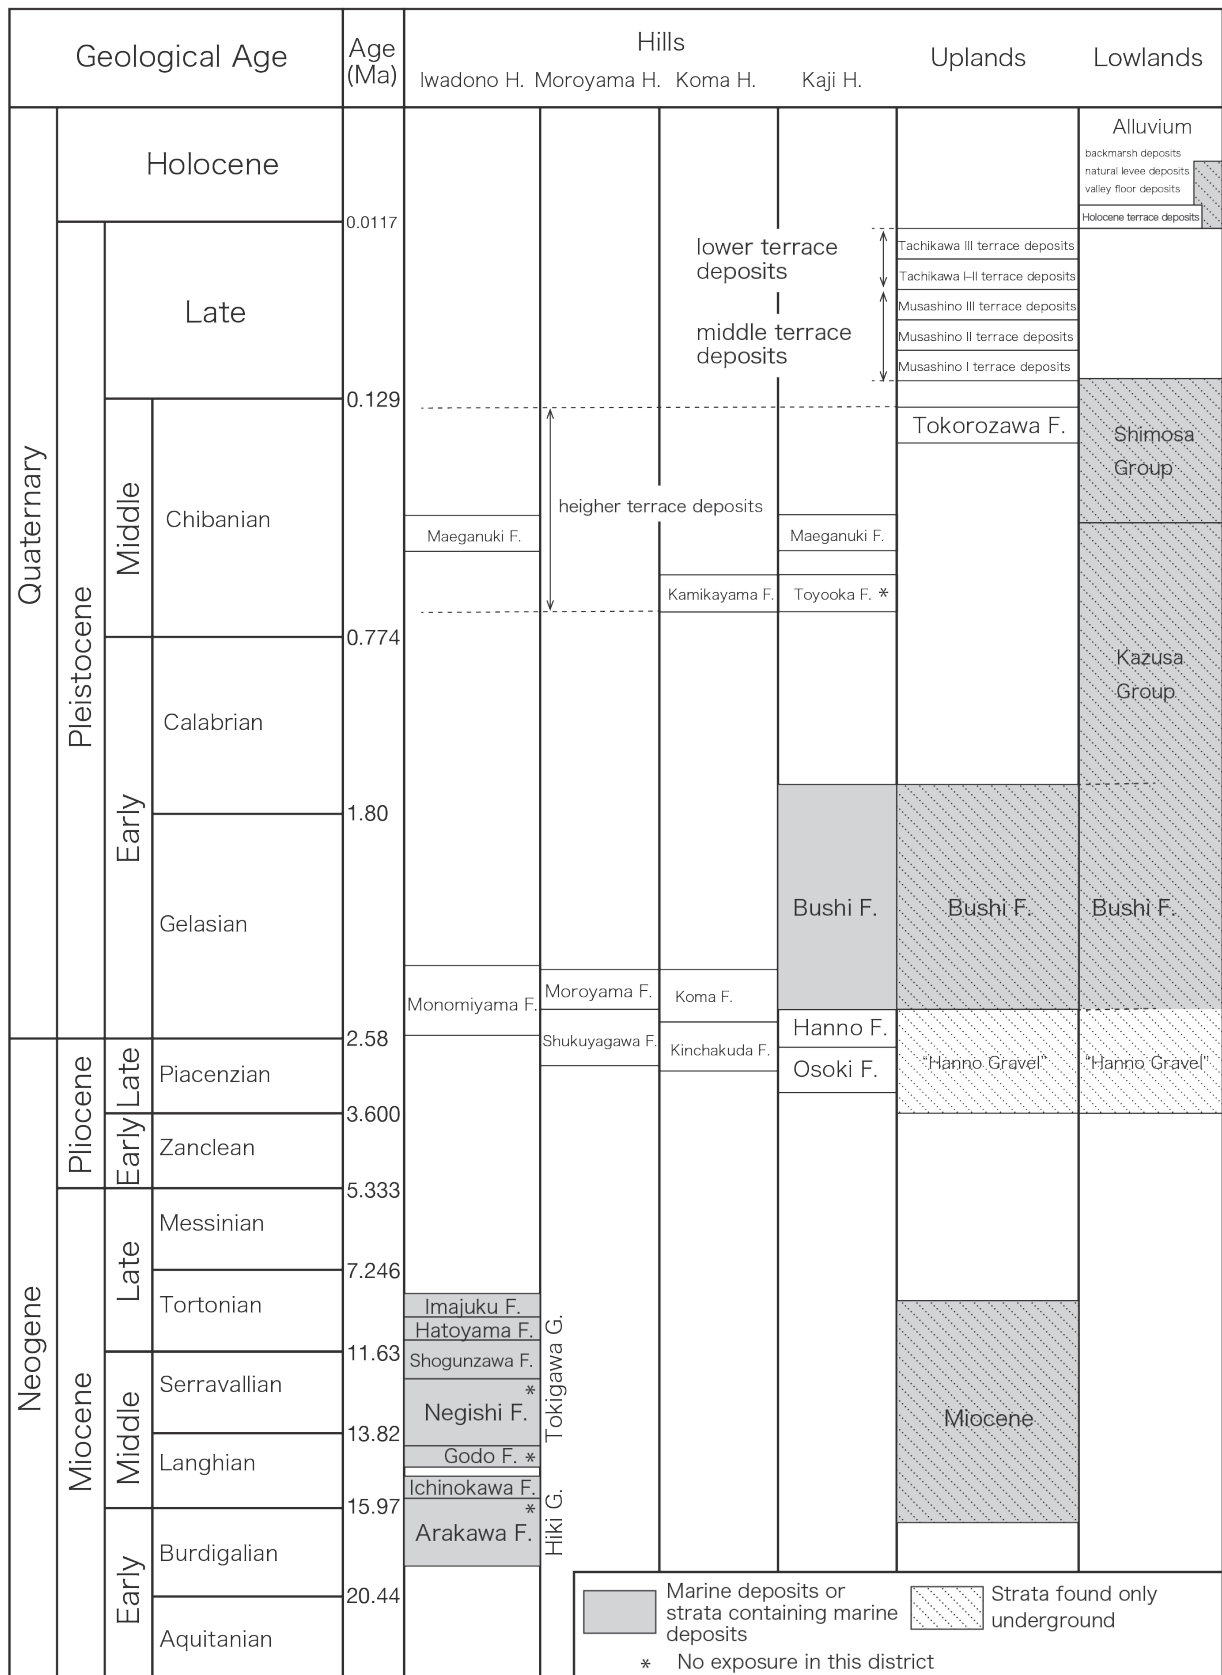 Geological Age
Age
(Ma)
Hills
Iwadono H.
Moroyama H.
Koma H.
Kaji H.
Uplands
Lowlands
Quaternary
Neogene
Pleistocene
Pliocene
Miocene
Holocene
Late
Middle
Early
Late
Early
Late
Middle
Early
Chibanian
Calabrian
Gelasian
Piacenzian
Zanclean
Messinian
Tortonian
Serravallian
Langhian
Burdigalian
Aquitanian
0.0117
0.129
0.774
1.80
2.58
3.600
5.333
7.246
11.63
13.82
15.97
20.44
Maeganuki F.
Monomiyama F.
Imajuku F.
Hatoyama F.
Shogunzawa F.
*
Negishi F.
Godo F. *
Ichinokawa F.
*
Arakawa F.
Tokigawa G.
Hiki G.
heigher terrace deposits
Moroyama F.
Shukuyagawa F.
lower terrace
deposits
middle terrace
deposits
Kamikayama F.
Koma F.
Kinchakuda F.
Maeganuki F.
Toyooka F. *
Bushi F.
Hanno F.
Osoki F.
Tachikawa III terrace deposits
Tachikawa I–II terrace deposits
Musashino III terrace deposits
Musashino II terrace deposits
Musashino I terrace deposits
Tokorozawa F.
Bushi F.
“Hanno Gravel”
Miocene
Alluvium
backmarsh deposits
natural levee deposits
valley floor deposits
Holocene terrace deposits
Shimosa
Group
Kazusa
Group
Bushi F.
“Hanno Gravel”
Marine deposits or
strata containing marine
deposits
Strata found only
underground
* No exposure in this district